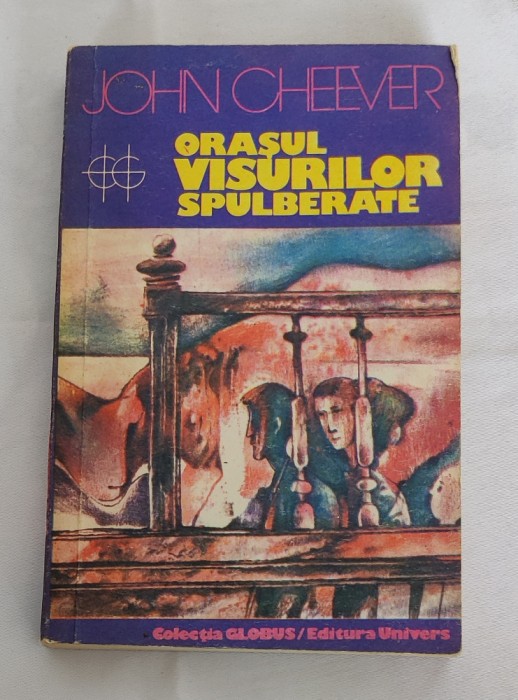 JOHN CHEEVER
ORAȘUL
VISURILOR
SPULBERATE
Colecția GLOBUS/Editura Univers